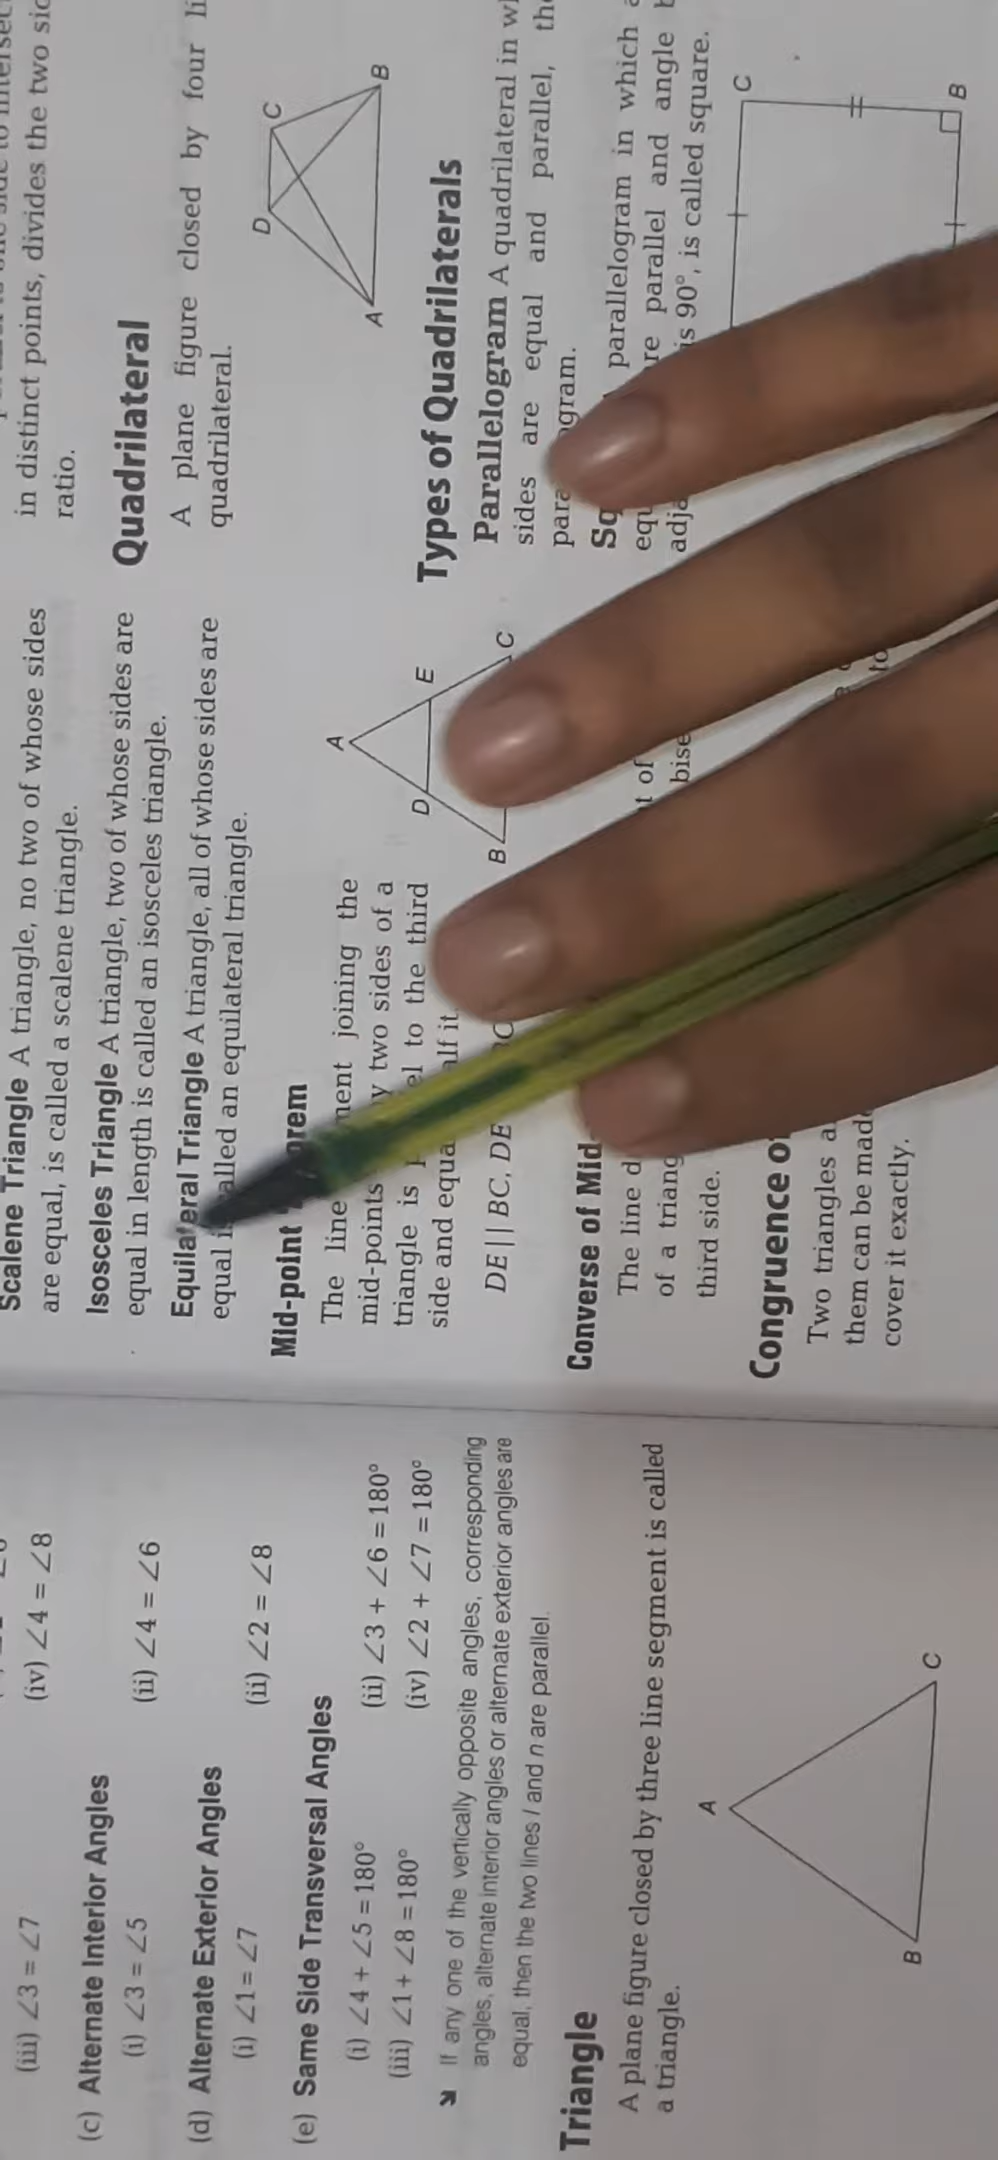 (iii) ∠3 = ∠7
(iv) ∠4 = ∠8
(c) Alternate Interior Angles
(i) ∠3 = ∠5
(ii) ∠4 = ∠6
(d) Alternate Exterior Angles
(i) ∠1 = ∠7
(ii) ∠2 = ∠8
(e) Same Side Transversal Angles
(i) ∠4 + ∠5 = 180°
(ii) ∠3 + ∠6 = 180°
(iii) ∠1 + ∠8 = 180°
(iv) ∠2 + ∠7 = 180°
If any one of the vertically opposite angles, corresponding
angles, alternate interior angles or alternate exterior angles are
equal, then the two lines l and n are parallel.
Triangle
A plane figure closed by three line segment is called
a triangle.
A
B
C
Scalene Triangle A triangle, no two of whose sides
are equal, is called a scalene triangle.
Isosceles Triangle A triangle, two of whose sides are
equal in length is called an isosceles triangle.
Equilateral Triangle A triangle, all of whose sides are
equal is called an equilateral triangle.
Mid-point
The line joining the
mid-points two sides of a
triangle is to the third
side and
DE || BC, DE
A
D
E
B
C
Converse of
The line
of a
third side.
Congruence
Two triangles
them can be
cover it exactly.
in distinct points, divides the two
ratio.
Quadrilateral
A plane figure closed by four
quadrilateral.
D
C
A
B
Types of Quadrilaterals
Parallelogram A quadrilateral in
sides are equal and parallel,
parallelogram in which
parallel and angle
is 90°, is called square.
C
B